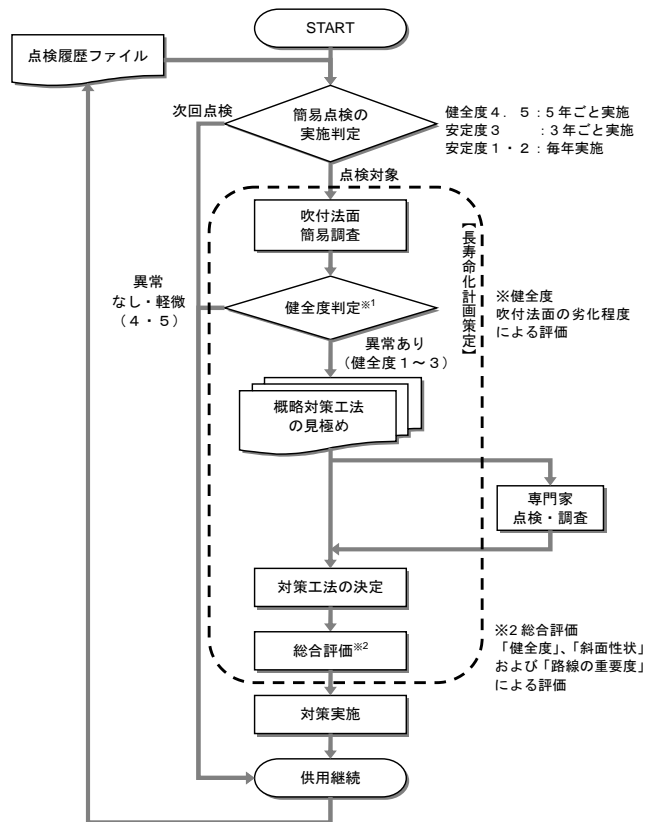 START
点検履歴ファイル
次回点検
簡易点検の
実施判定
健全度４．５：５年ごと実施
安定度３　　：３年ごと実施
安定度１・２：毎年実施
点検対象
吹付法面
簡易調査
【長寿命化計画策定】
異常
なし・軽微
（４・５）
健全度判定※1
※健全度
吹付法面の劣化程度
による評価
異常あり
（健全度１～３）
概略対策工法
の見極め
専門家
点検・調査
対策工法の決定
総合評価※2
※2 総合評価
「健全度」、「斜面性状」
および「路線の重要度」
による評価
対策実施
供用継続